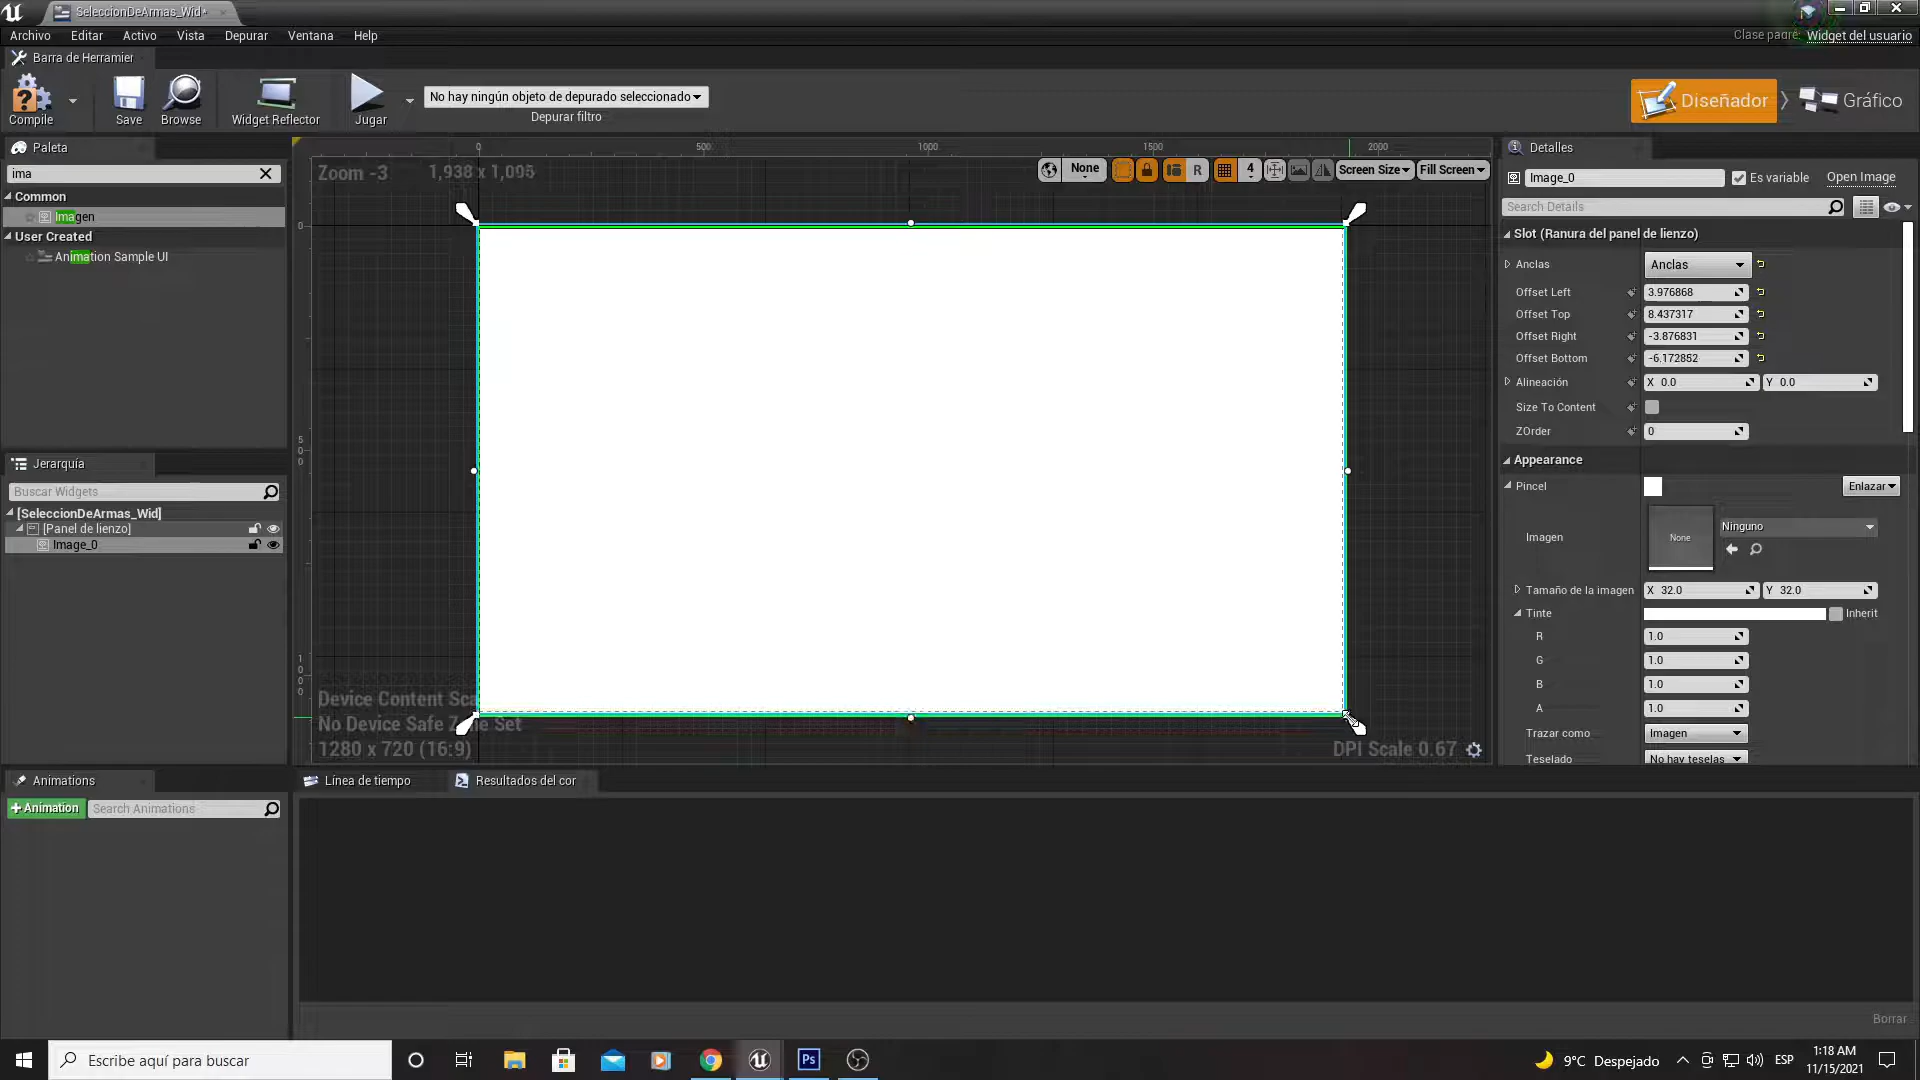 SeleccionDeArmas_Wid*
Archivo Editar Activo Vista Depurar Ventana Help
Clase padre: Widget del usuario
Barra de Herramier
Compile Save Browse Widget Reflector Jugar
No hay ningún objeto de depurado seleccionado
Depurar filtro
Diseñador Gráfico
Paleta
ima
Common
Imagen
User Created
Animation Sample UI
Jerarquía
Buscar Widgets
[SeleccionDeArmas_Wid]
[Panel de lienzo]
Image_0
Animations
+ Animation
Search Animations
0 500 1000 1500 2000
Zoom -3 1,938 x 1,095
None R 4 Screen Size Fill Screen
0
500
1000
Device Content Sca
No Device Safe Zone Set
1280 x 720 (16:9)
DPI Scale 0.67
Línea de tiempo Resultados del cor
Borrar
Detalles
Image_0 Es variable Open Image
Search Details
Slot (Ranura del panel de lienzo)
Anclas Anclas
Offset Left 3.976868
Offset Top 8.437317
Offset Right -3.876831
Offset Bottom -6.172852
Alineación X 0.0 Y 0.0
Size To Content
ZOrder 0
Appearance
Pincel Enlazar
Imagen None Ninguno
Tamaño de la imagen X 32.0 Y 32.0
Tinte Inherit
R 1.0
G 1.0
B 1.0
A 1.0
Trazar como Imagen
Teselado No hay teselas
Escribe aquí para buscar
Ps
9°C Despejado
ESP
1:18 AM
11/15/2021